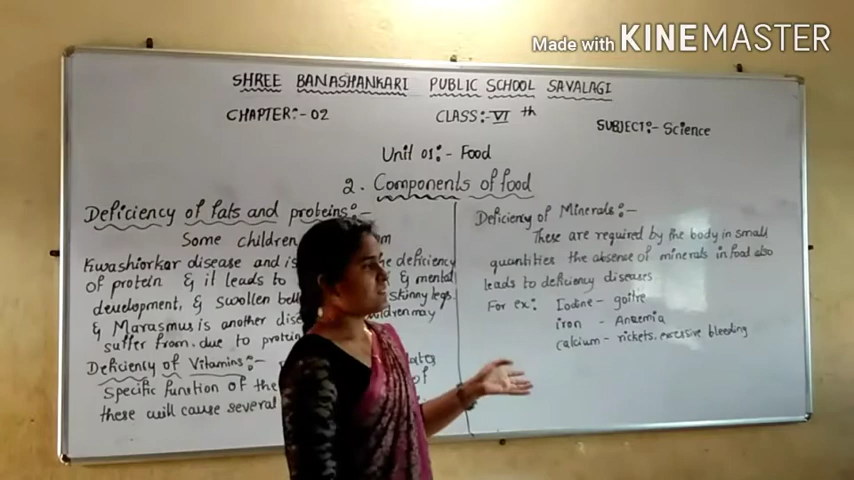 Made with KINEMASTER
SHREE BANASHANKARI PUBLIC SCHOOL SAVALAGI
CHAPTER:- 02 CLASS:- VI th SUBJECT:- Science
Unit 01:- Food
2. Components of food
Deficiency of fats and proteins:-
Some children
Kwashiorkar disease and is the deficiency
of protein & it leads to & mental
development, & swollen bell skinny legs
& Marasmus is another dise children may
suffer from. due to protein
Deficiency of Vitamins:-
Specific function of the of
these will cause several
Deficiency of Minerals:-
These are required by the body in small
quantities the absense of minerals in food also
leads to deficiency diseases
For ex: Iodine - goitre
iron - Anaemia
calcium - rickets. excessive bleeding